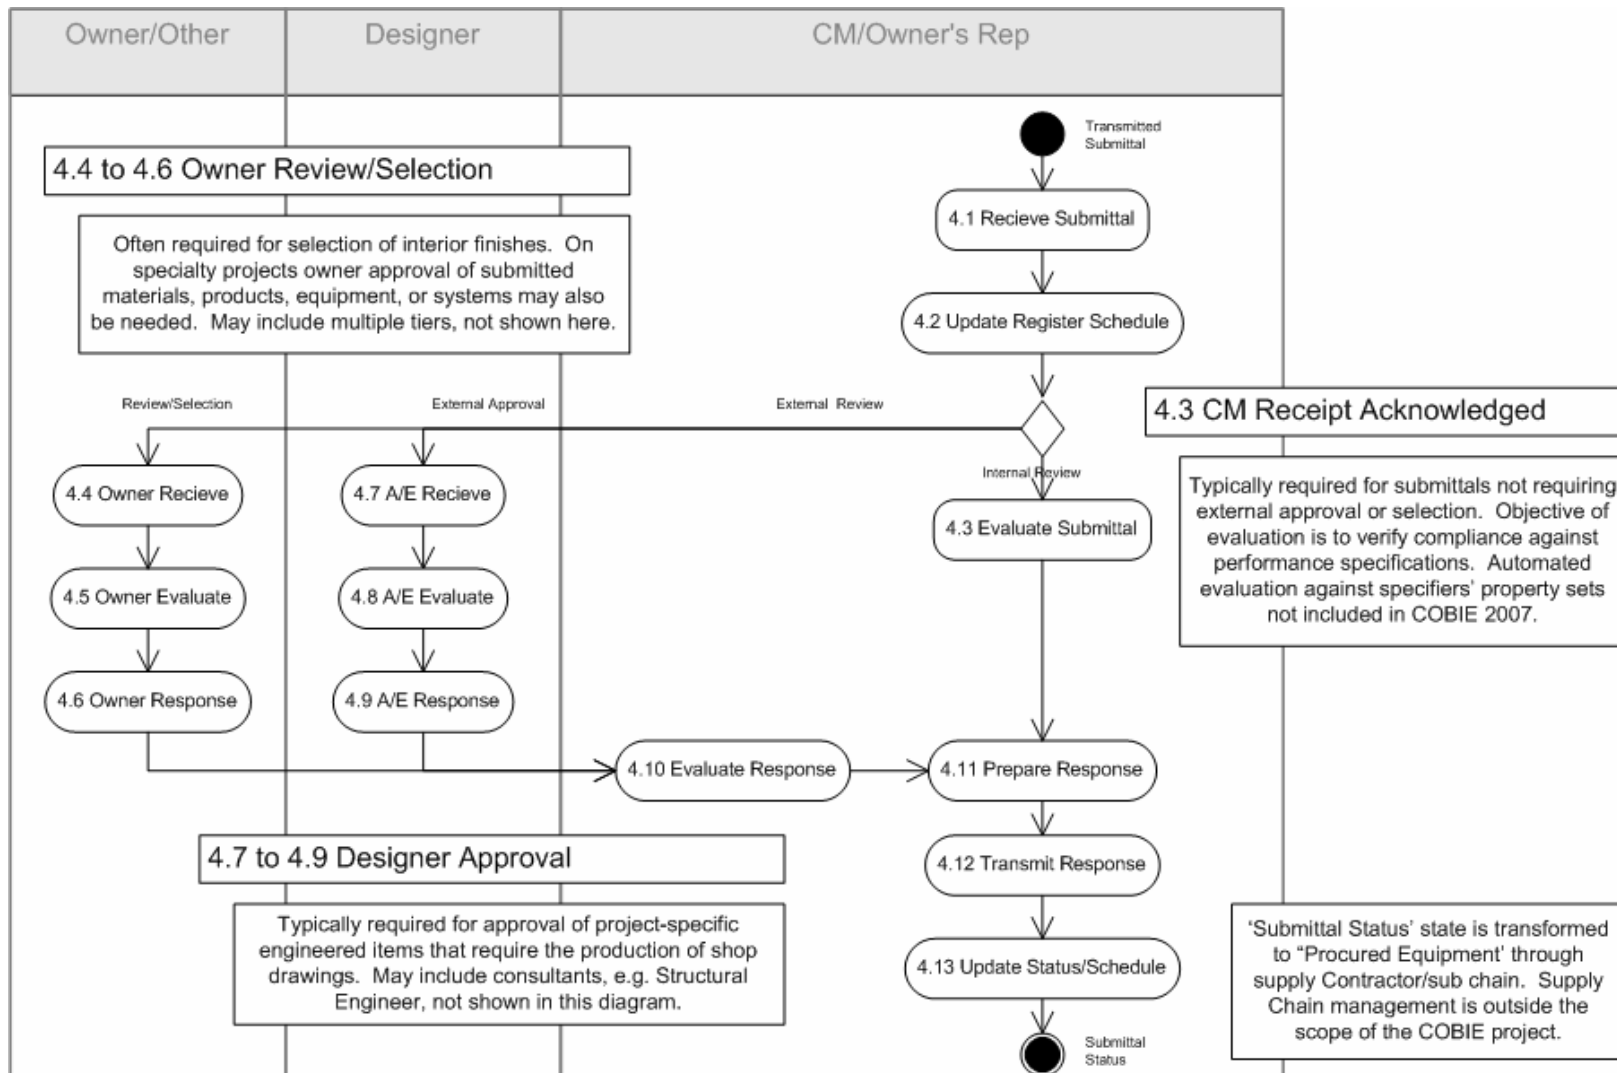 Owner/Other
Designer
CM/Owner's Rep
Transmitted
Submittal
4.4 to 4.6 Owner Review/Selection
4.1 Recieve Submittal
Often required for selection of interior finishes.  On
specialty projects owner approval of submitted
materials, products, equipment, or systems may also
be needed.  May include multiple tiers, not shown here.
4.2 Update Register Schedule
Review/Selection
External Approval
External  Review
4.3 CM Receipt Acknowledged
Internal Review
4.4 Owner Recieve
4.7 A/E Recieve
4.3 Evaluate Submittal
Typically required for submittals not requiring
external approval or selection.  Objective of
evaluation is to verify compliance against
performance specifications.  Automated
evaluation against specifiers’ property sets
not included in COBIE 2007.
4.5 Owner Evaluate
4.8 A/E Evaluate
4.6 Owner Response
4.9 A/E Response
4.10 Evaluate Response
4.11 Prepare Response
4.7 to 4.9 Designer Approval
4.12 Transmit Response
Typically required for approval of project-specific
engineered items that require the production of shop
drawings.  May include consultants, e.g. Structural
Engineer, not shown in this diagram.
4.13 Update Status/Schedule
‘Submittal Status’ state is transformed
to “Procured Equipment’ through
supply Contractor/sub chain.  Supply
Chain management is outside the
scope of the COBIE project.
Submittal
Status